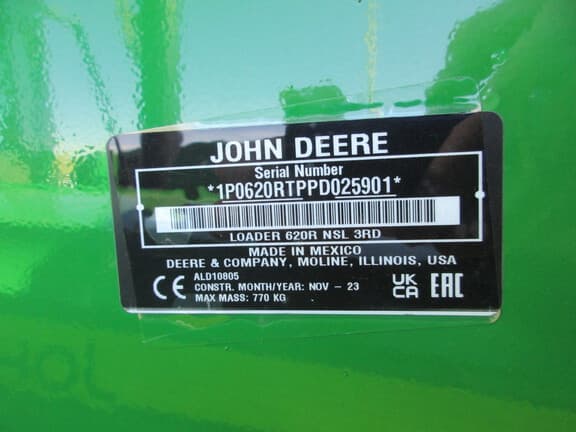 JOHN DEERE
Serial Number
*1P0620RTPPD025901*
LOADER 620R NSL 3RD
MADE IN MEXICO
DEERE & COMPANY, MOLINE, ILLINOIS, USA
ALD10805
CONSTR. MONTH/YEAR: NOV - 23
MAX MASS: 770 KG
CE
UK
CA
EAC